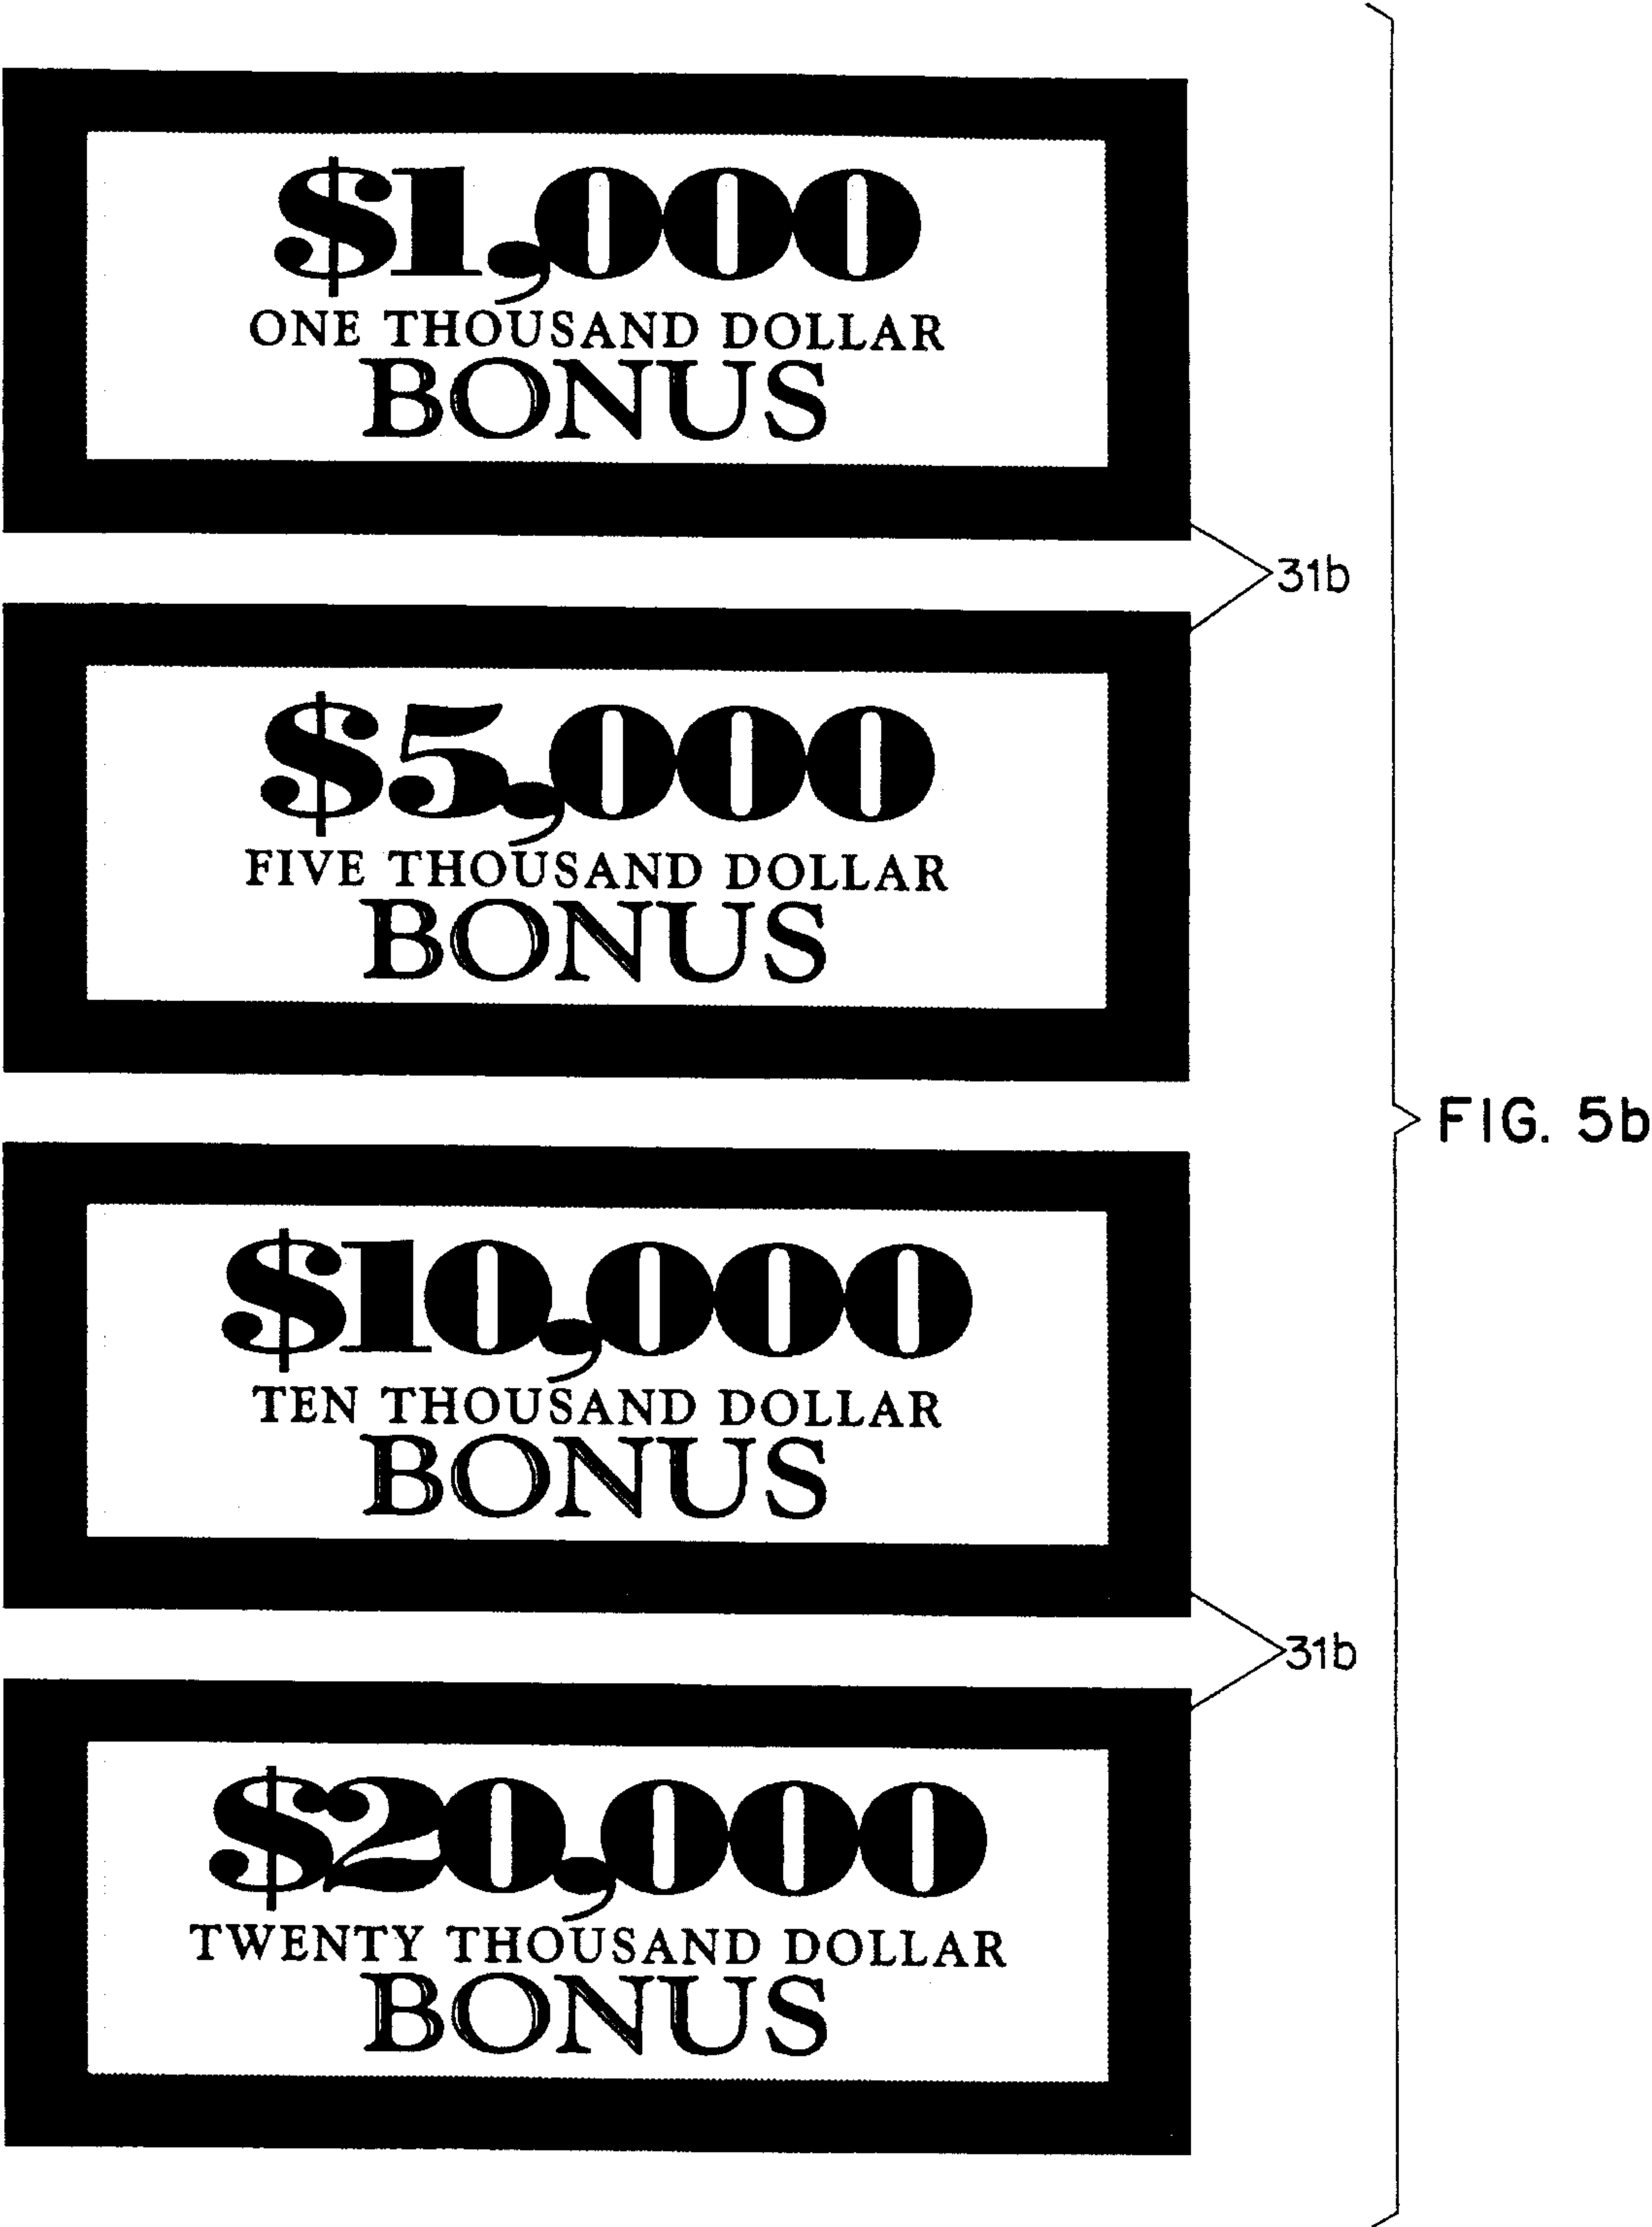 $1,000
ONE THOUSAND DOLLAR
BONUS
31b
$5,000
FIVE THOUSAND DOLLAR
BONUS
FIG. 5b
$10,000
TEN THOUSAND DOLLAR
BONUS
31b
$20,000
TWENTY THOUSAND DOLLAR
BONUS